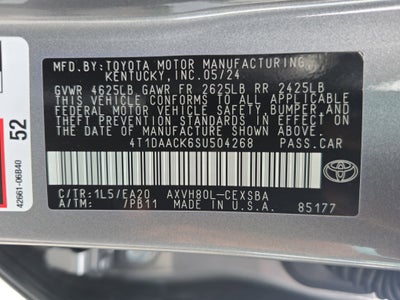 MFD.BY:TOYOTA MOTOR MANUFACTURING,
KENTUCKY,INC.05/24
GVWR 4625LB GAWR FR 2625LB RR 2425LB
THIS VEHICLE CONFORMS TO ALL APPLICABLE
FEDERAL MOTOR VEHICLE SAFETY,BUMPER,AND
THEFT PREVENTION STANDARDS IN EFFECT ON
THE DATE OF MANUFACTURE SHOWN ABOVE.
4T1DAACK6SU504268 PASS.CAR
C/TR:1L5/EA20 AXVH80L-CEXSBA
A/TM: /PB11 MADE IN U.S.A. 85177
TOYOTA
52
42661-06B40